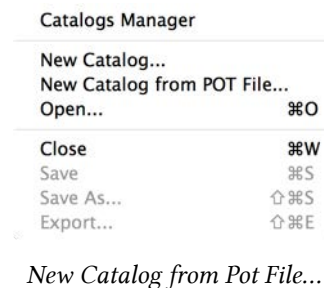 Catalogs Manager
New Catalog...
New Catalog from POT File...
Open... ⌘O
Close ⌘W
Save ⌘S
Save As... ⇧⌘S
Export... ⇧⌘E
New Catalog from Pot File...